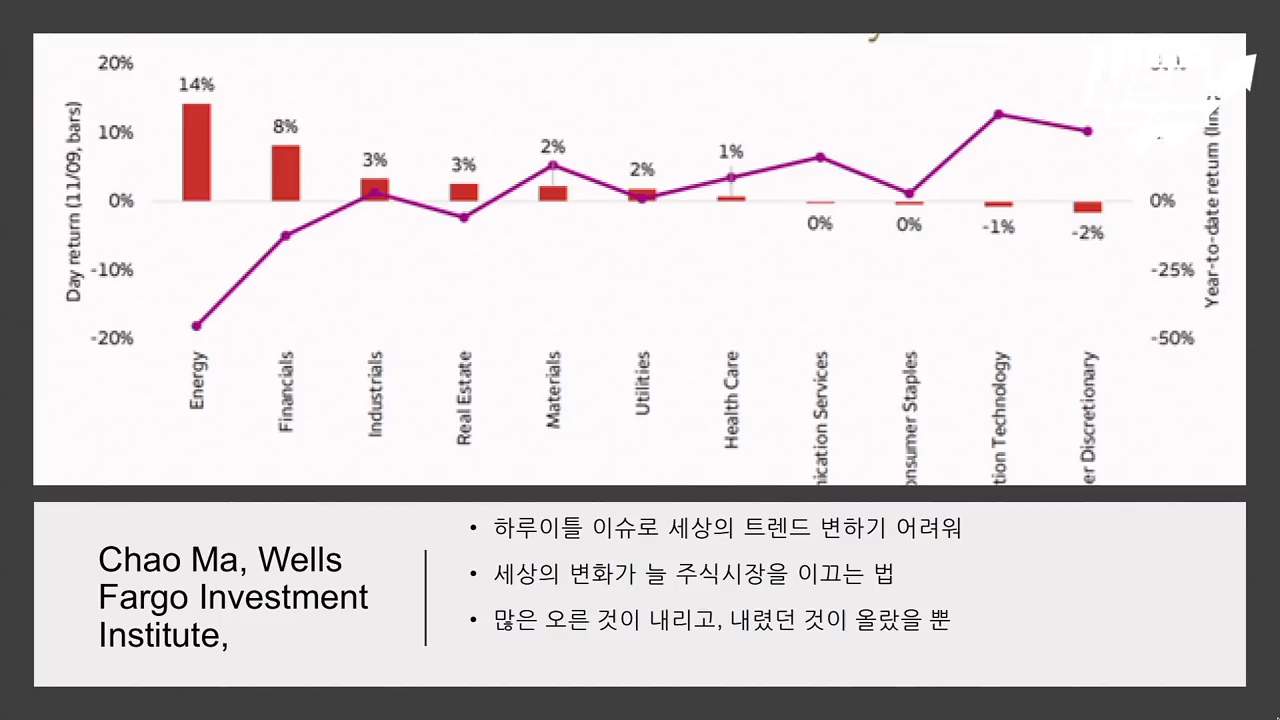 20%
10%
0%
-10%
-20%
Day return (11/09, bars)
14%
8%
3%
3%
2%
2%
1%
0%
0%
-1%
-2%
0%
-25%
-50%
Year-to-date return
Energy
Financials
Industrials
Real Estate
Materials
Utilities
Health Care
Services
Staples
Technology
Discretionary
Chao Ma, Wells
Fargo Investment
Institute,
• 하루이틀 이슈로 세상의 트렌드 변하기 어려워
• 세상의 변화가 늘 주식시장을 이끄는 법
• 많은 오른 것이 내리고, 내렸던 것이 올랐을 뿐